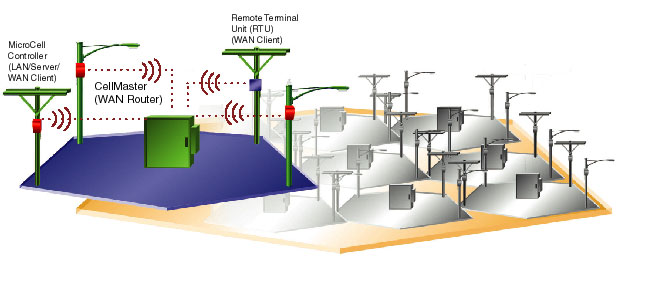 MicroCell
Controller
(LAN/Server/
WAN Client)
CellMaster
(WAN Router)
Remote Terminal
Unit (RTU)
(WAN Client)